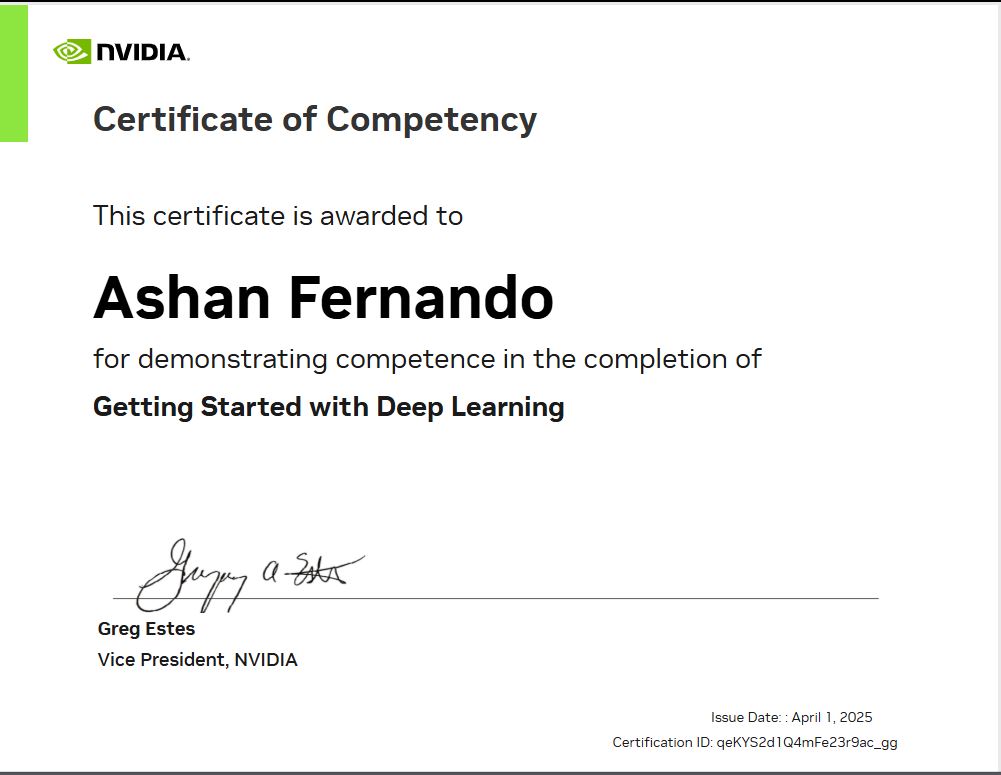 NVIDIA.
Certificate of Competency
This certificate is awarded to
Ashan Fernando
for demonstrating competence in the completion of
Getting Started with Deep Learning
Gregory A Estes
Greg Estes
Vice President, NVIDIA
Issue Date: : April 1, 2025
Certification ID: qeKYS2d1Q4mFe23r9ac_gg